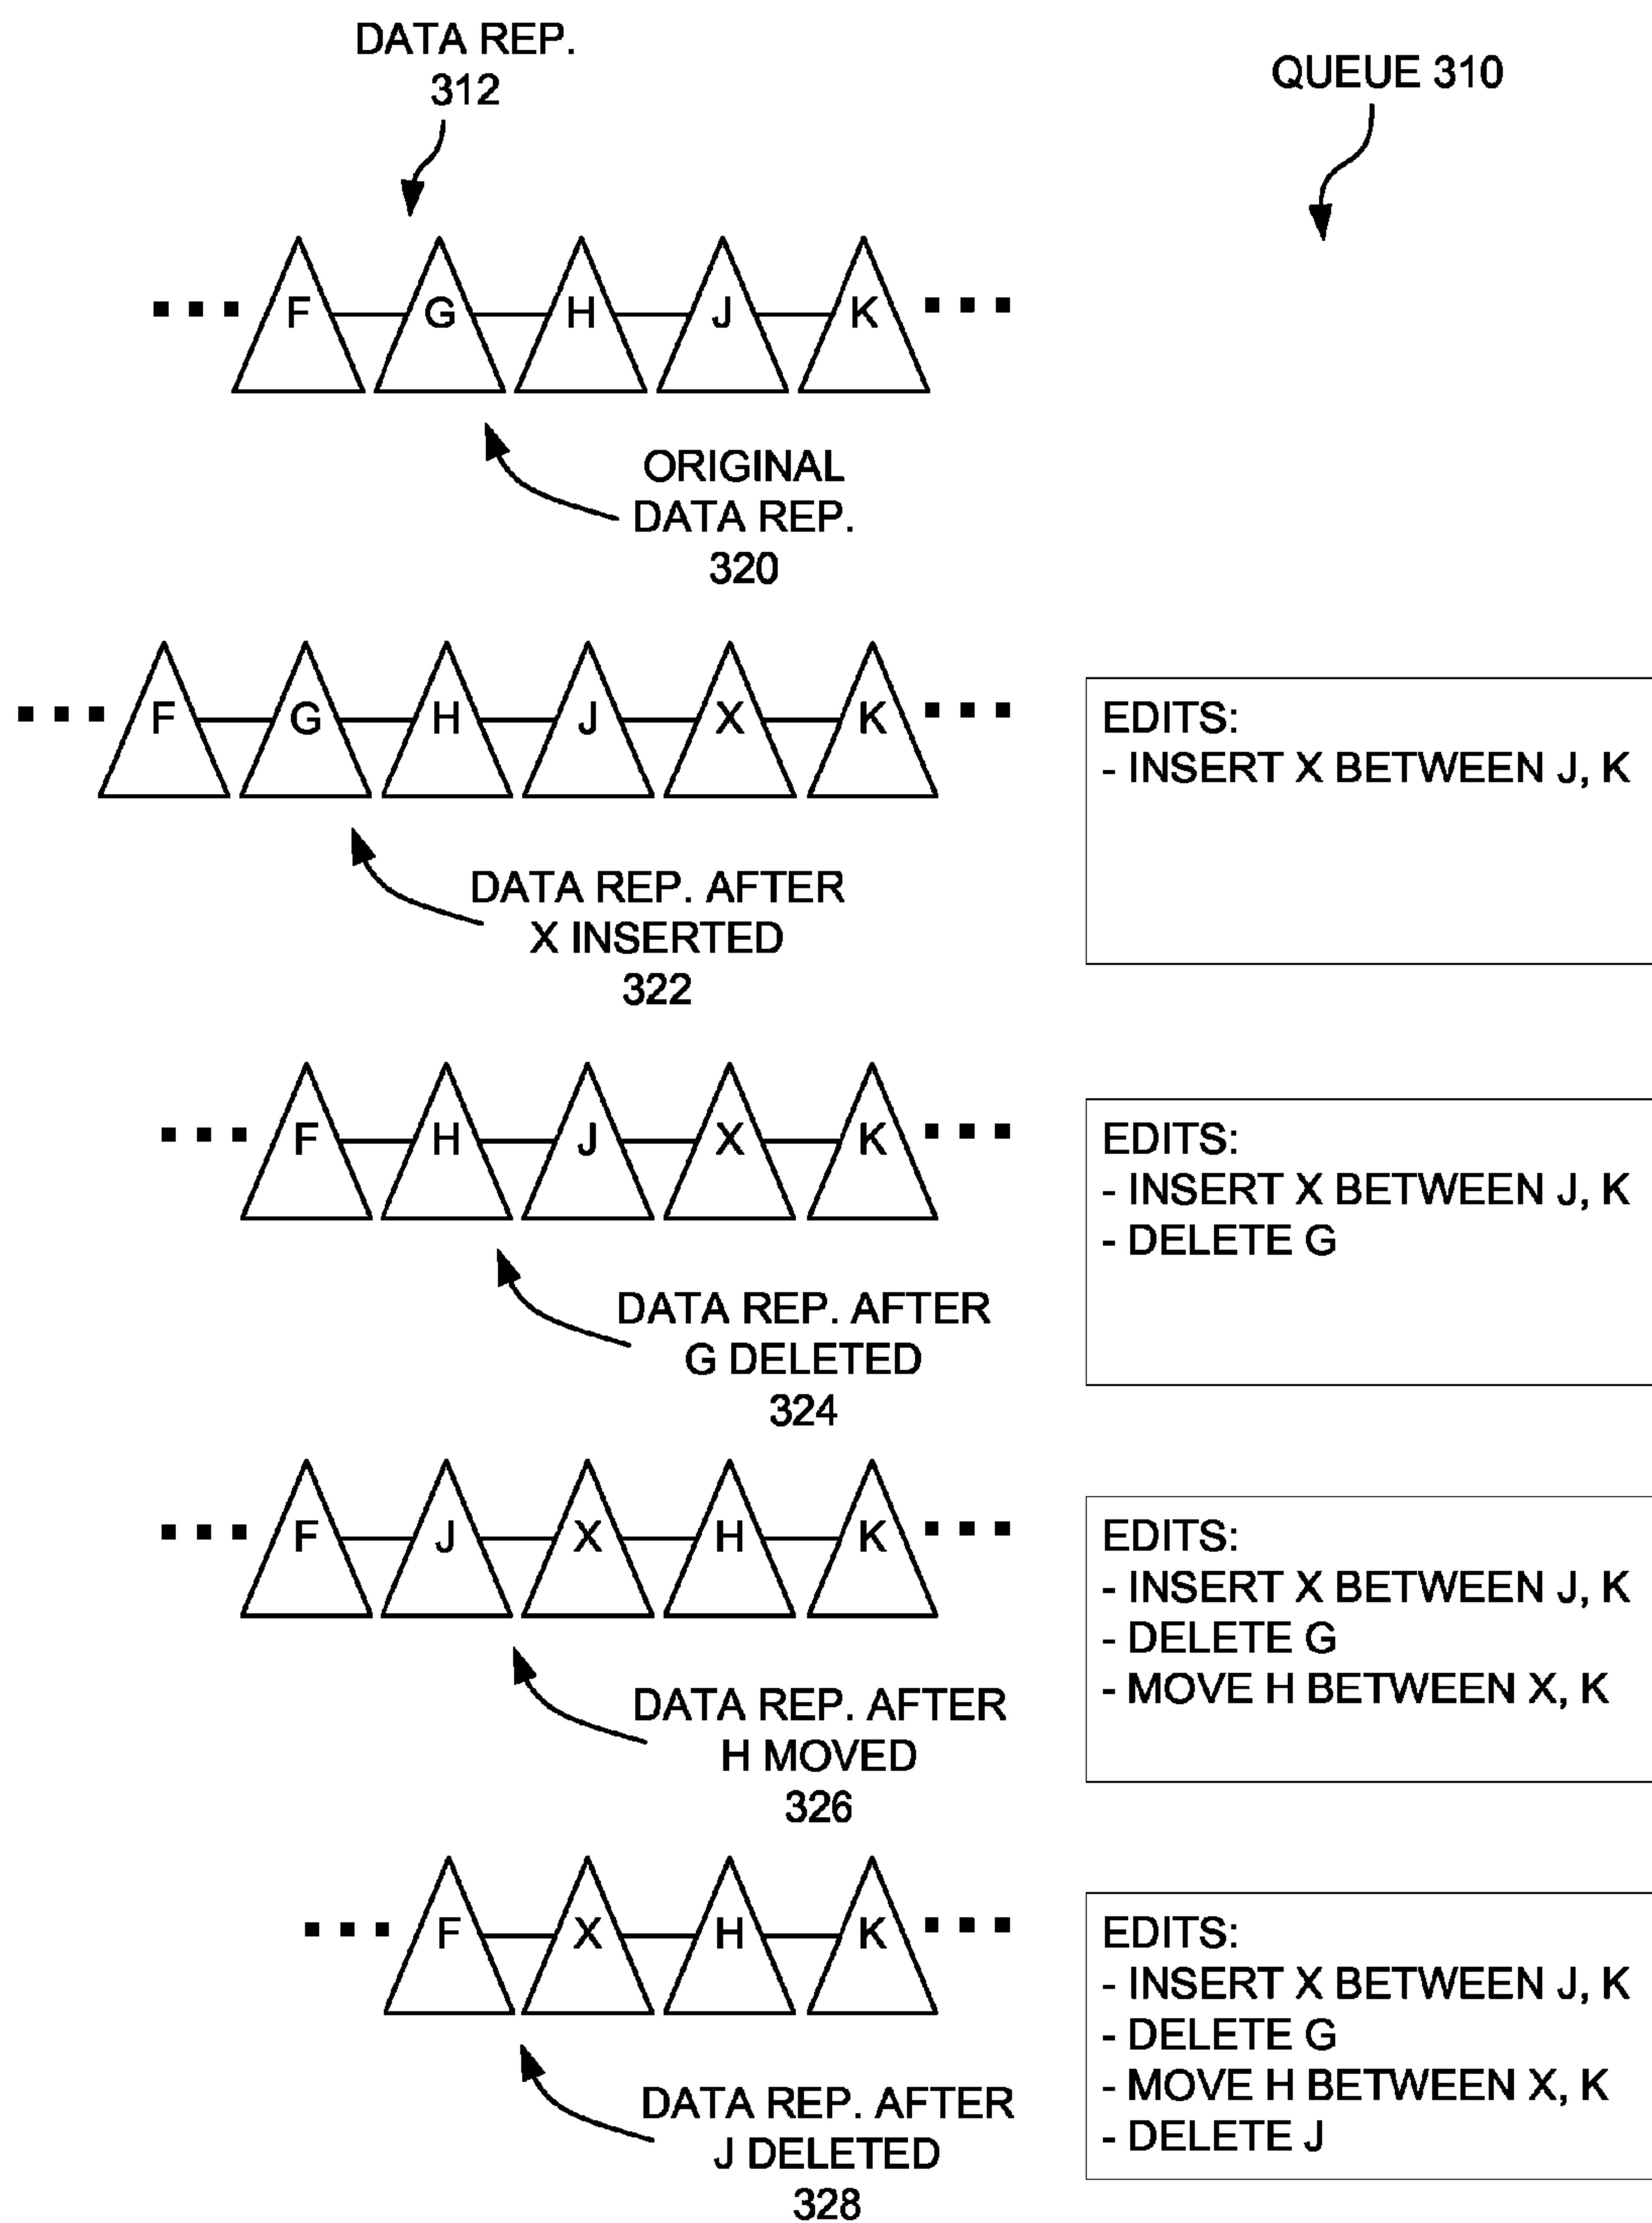 DATA REP.
312
QUEUE 310
F G H J K
ORIGINAL
DATA REP.
320
F G H J X K
EDITS:
- INSERT X BETWEEN J, K
DATA REP. AFTER
X INSERTED
322
F H J X K
EDITS:
- INSERT X BETWEEN J, K
- DELETE G
DATA REP. AFTER
G DELETED
324
F J X H K
EDITS:
- INSERT X BETWEEN J, K
- DELETE G
- MOVE H BETWEEN X, K
DATA REP. AFTER
H MOVED
326
F X H K
EDITS:
- INSERT X BETWEEN J, K
- DELETE G
- MOVE H BETWEEN X, K
- DELETE J
DATA REP. AFTER
J DELETED
328